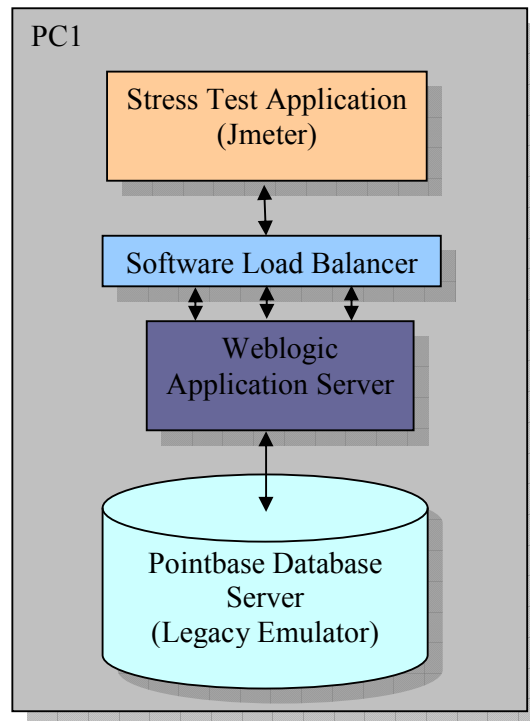 PC1
Stress Test Application
(Jmeter)
Software Load Balancer
Weblogic
Application Server
Pointbase Database
Server
(Legacy Emulator)